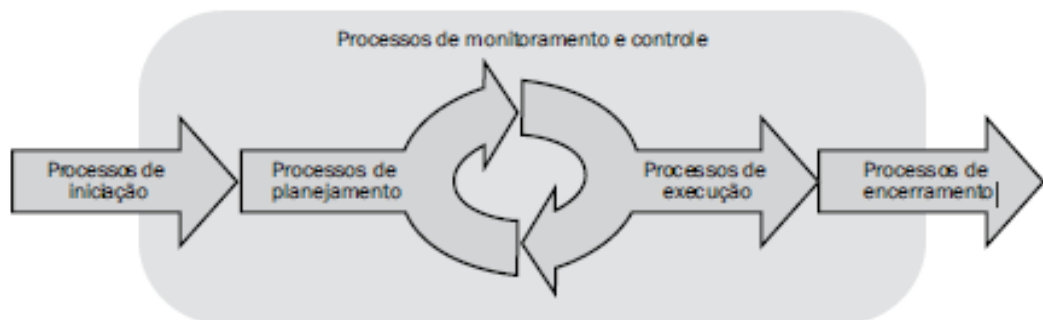 Processos de monitoramento e controle
Processos de
iniciação
Processos de
planejamento
Processos de
execução
Processos de
encerramento